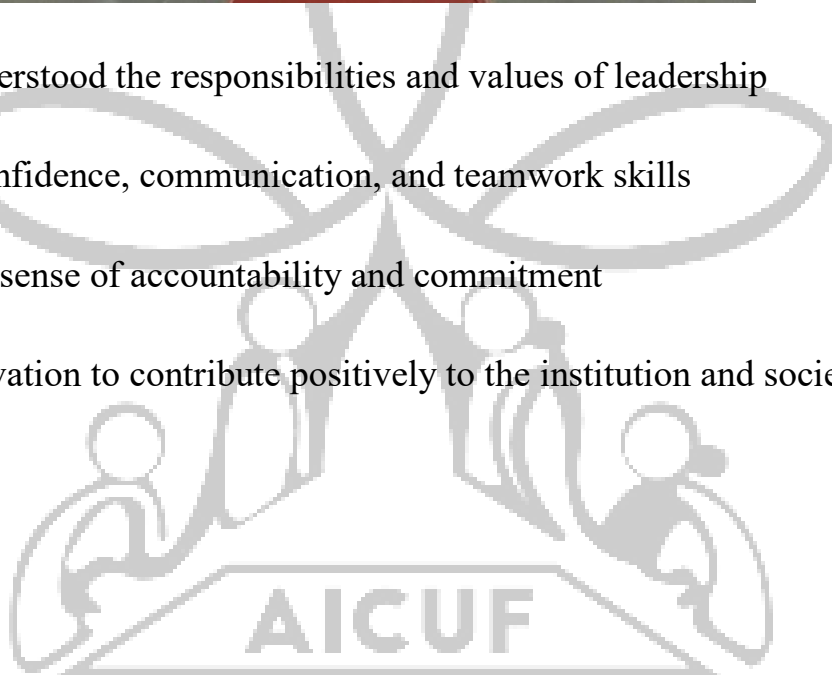 erstood the responsibilities and values of leadership
nfidence, communication, and teamwork skills
sense of accountability and commitment
vation to contribute positively to the institution and socie
AICUF